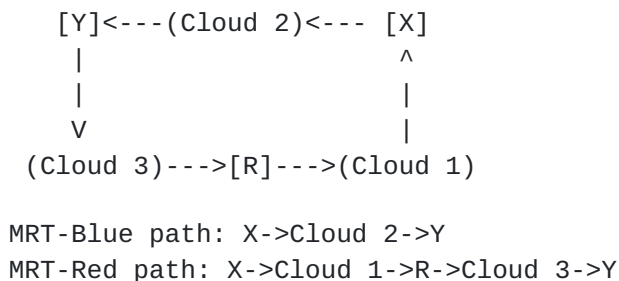 [Y]<---(Cloud 2)<--- [X]
| ^
| |
V |
(Cloud 3)--->[R]--->(Cloud 1)
MRT-Blue path: X->Cloud 2->Y
MRT-Red path: X->Cloud 1->R->Cloud 3->Y